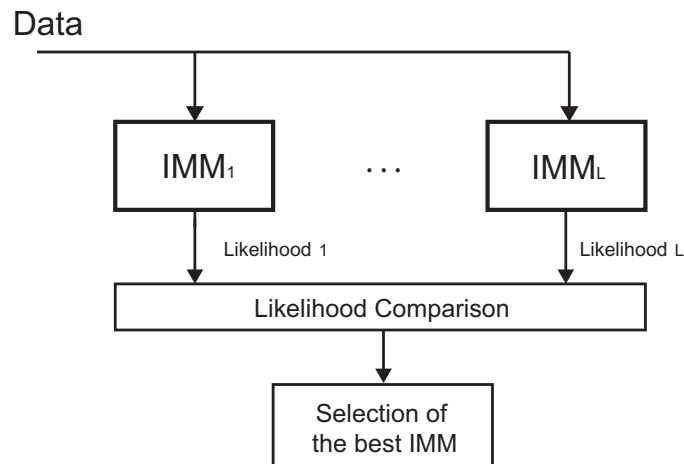 Data
IMM1
...
IMML
Likelihood 1
Likelihood L
Likelihood Comparison
Selection of
the best IMM